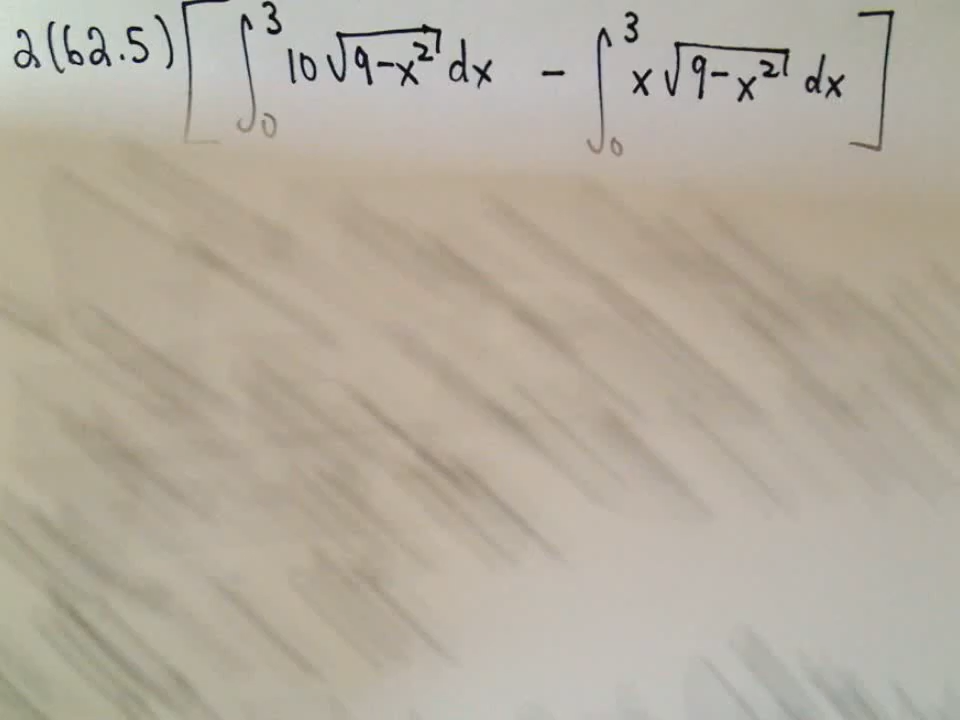 2(62.5) [ ∫₀³ 10√(9-x²) dx - ∫₀³ x√(9-x²) dx ]